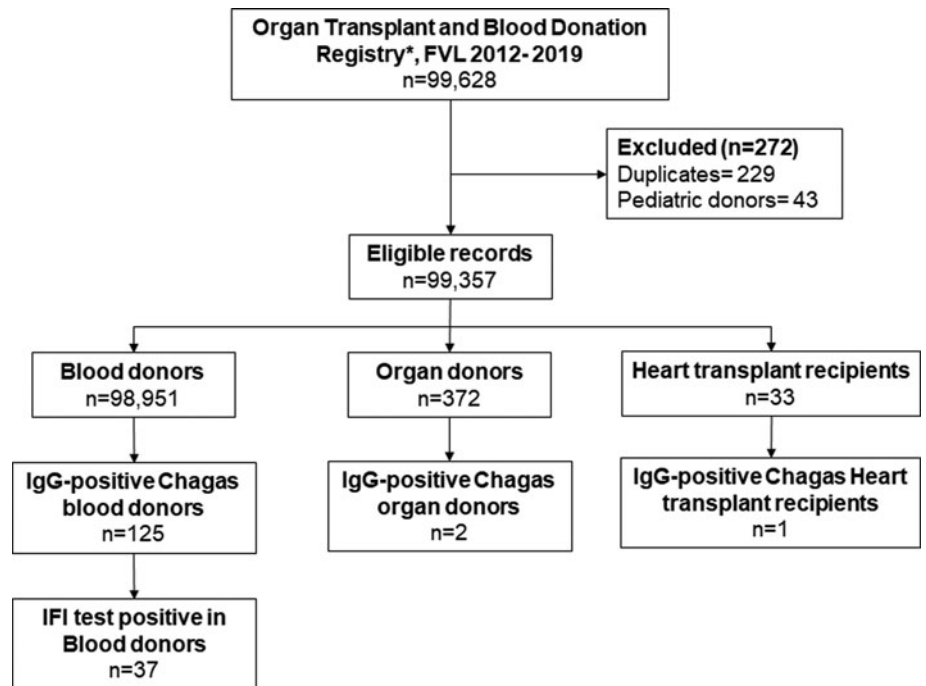 Organ Transplant and Blood Donation
Registry*, FVL 2012- 2019
n=99,628
Excluded (n=272)
Duplicates= 229
Pediatric donors= 43
Eligible records
n=99,357
Blood donors
n=98,951
Organ donors
n=372
Heart transplant recipients
n=33
IgG-positive Chagas
blood donors
n=125
IgG-positive Chagas
organ donors
n=2
IgG-positive Chagas Heart
transplant recipients
n=1
IFI test positive in
Blood donors
n=37